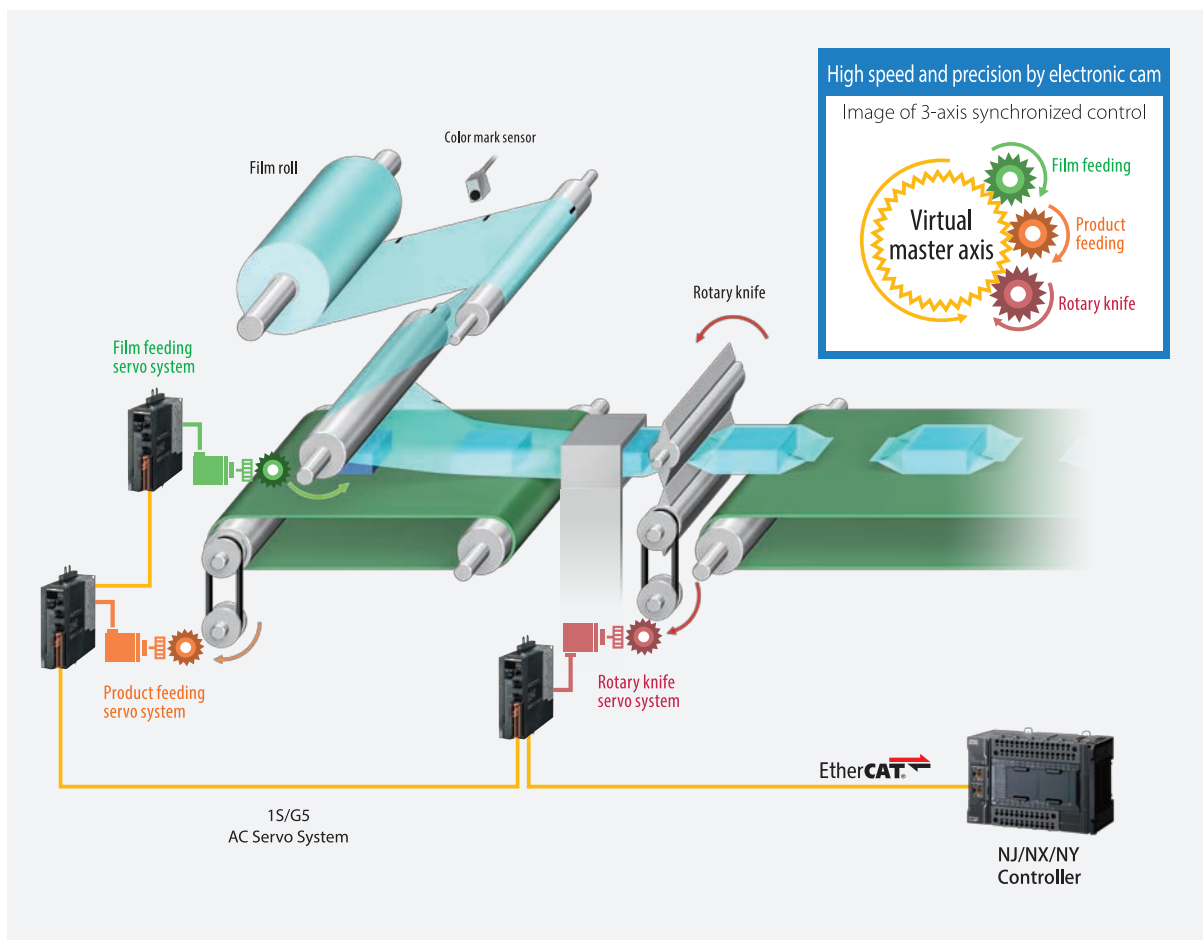 High speed and precision by electronic cam
Image of 3-axis synchronized control
Film feeding
Virtual
master axis
Product
feeding
Rotary knife
Color mark sensor
Film roll
Rotary knife
Film feeding
servo system
Product feeding
servo system
Rotary knife
servo system
EtherCAT®
1S/G5
AC Servo System
NJ/NX/NY
Controller